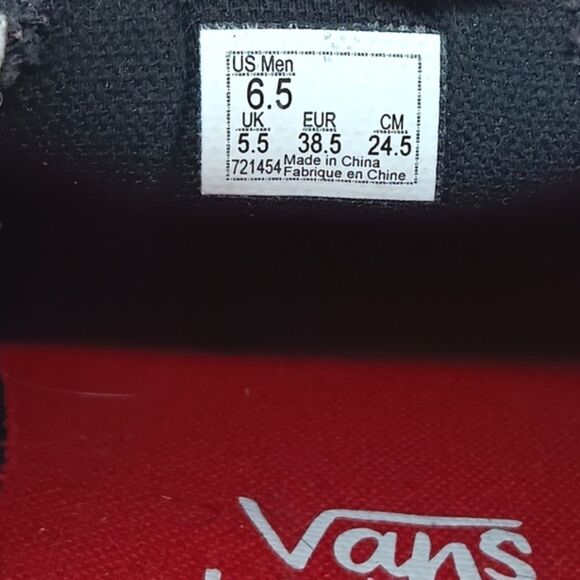 US Men
6.5
UK EUR CM
5.5 38.5 24.5
721454 Made in China
Fabrique en Chine
Vans